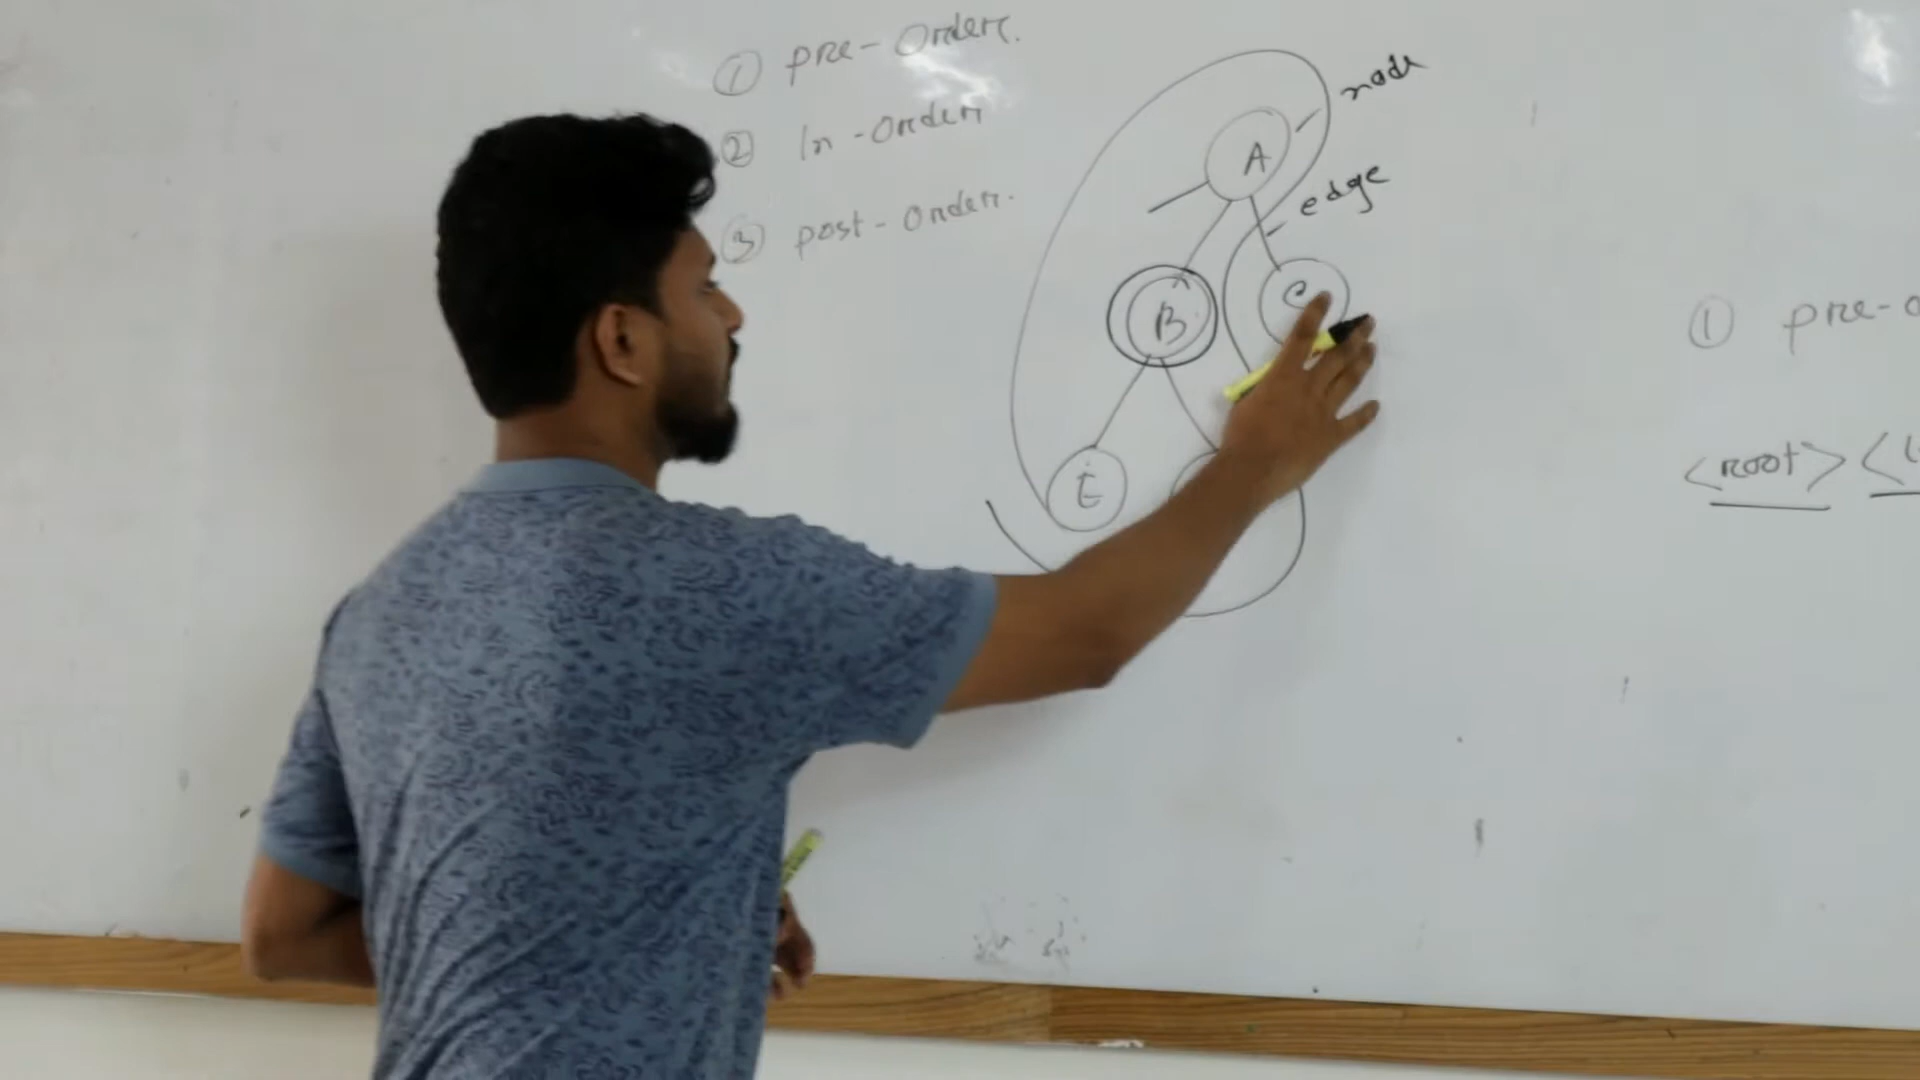 ① pre-Order.
② In-Order
③ post-Order.
node
A
edge
B
C
E
① pre-o
<root> <